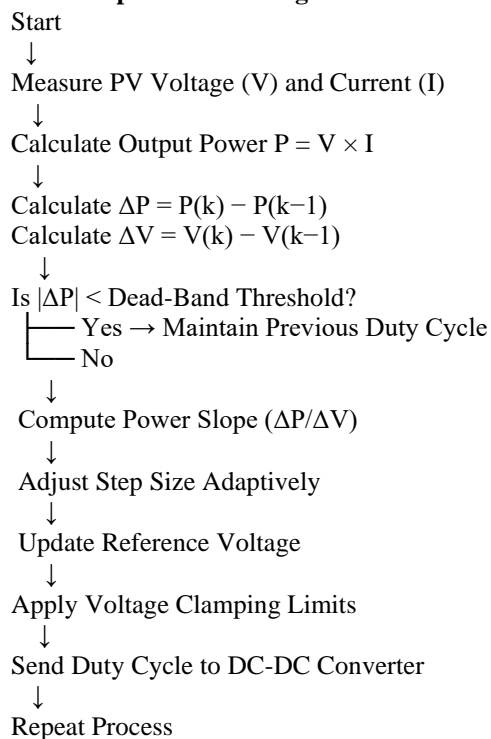 Start
↓
Measure PV Voltage (V) and Current (I)
↓
Calculate Output Power P = V × I
↓
Calculate ΔP = P(k) − P(k−1)
Calculate ΔV = V(k) − V(k−1)
↓
Is |ΔP| < Dead-Band Threshold?
├── Yes → Maintain Previous Duty Cycle
└── No
↓
Compute Power Slope (ΔP/ΔV)
↓
Adjust Step Size Adaptively
↓
Update Reference Voltage
↓
Apply Voltage Clamping Limits
↓
Send Duty Cycle to DC-DC Converter
↓
Repeat Process